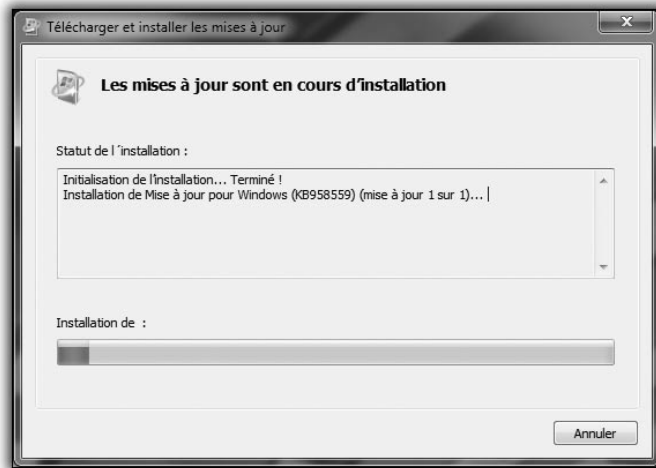 Télécharger et installer les mises à jour
Les mises à jour sont en cours d'installation
Statut de l´installation :
Initialisation de l'installation... Terminé !
Installation de Mise à jour pour Windows (KB958559) (mise à jour 1 sur 1)...
Installation de :
Annuler